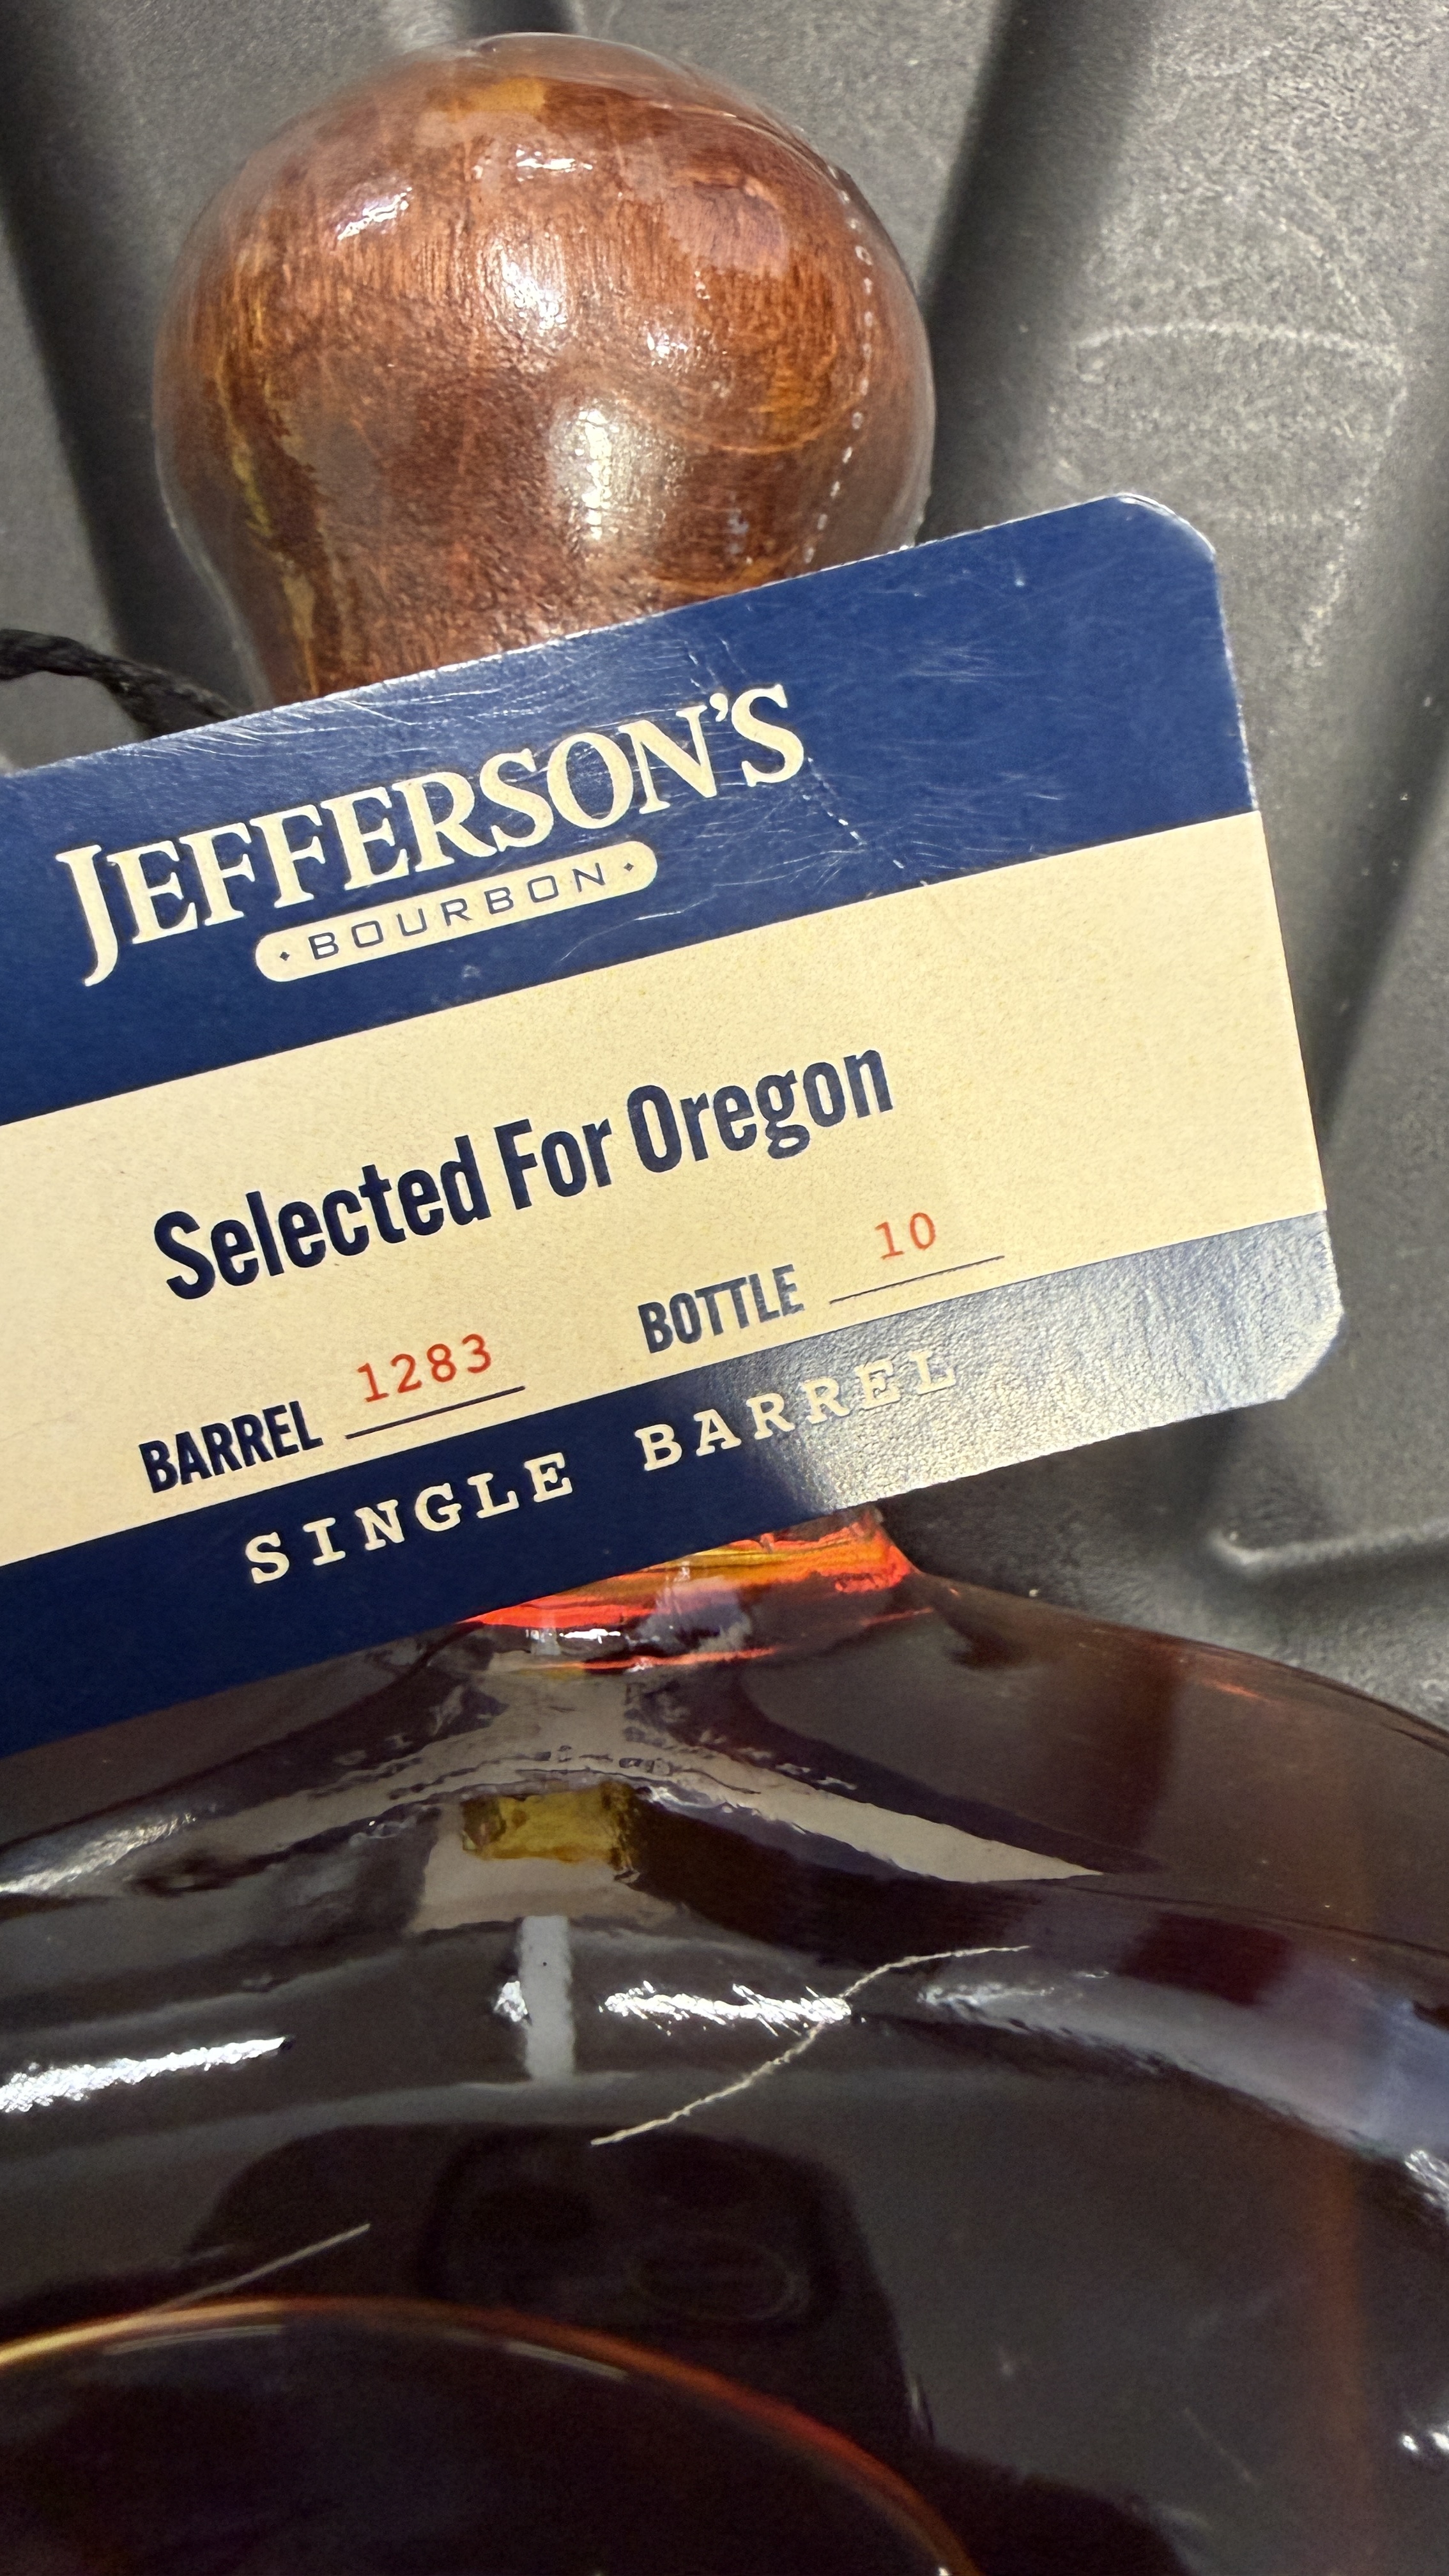 JEFFERSON'S
·BOURBON·
Selected For Oregon
BARREL 1283 BOTTLE 10
SINGLE BARREL